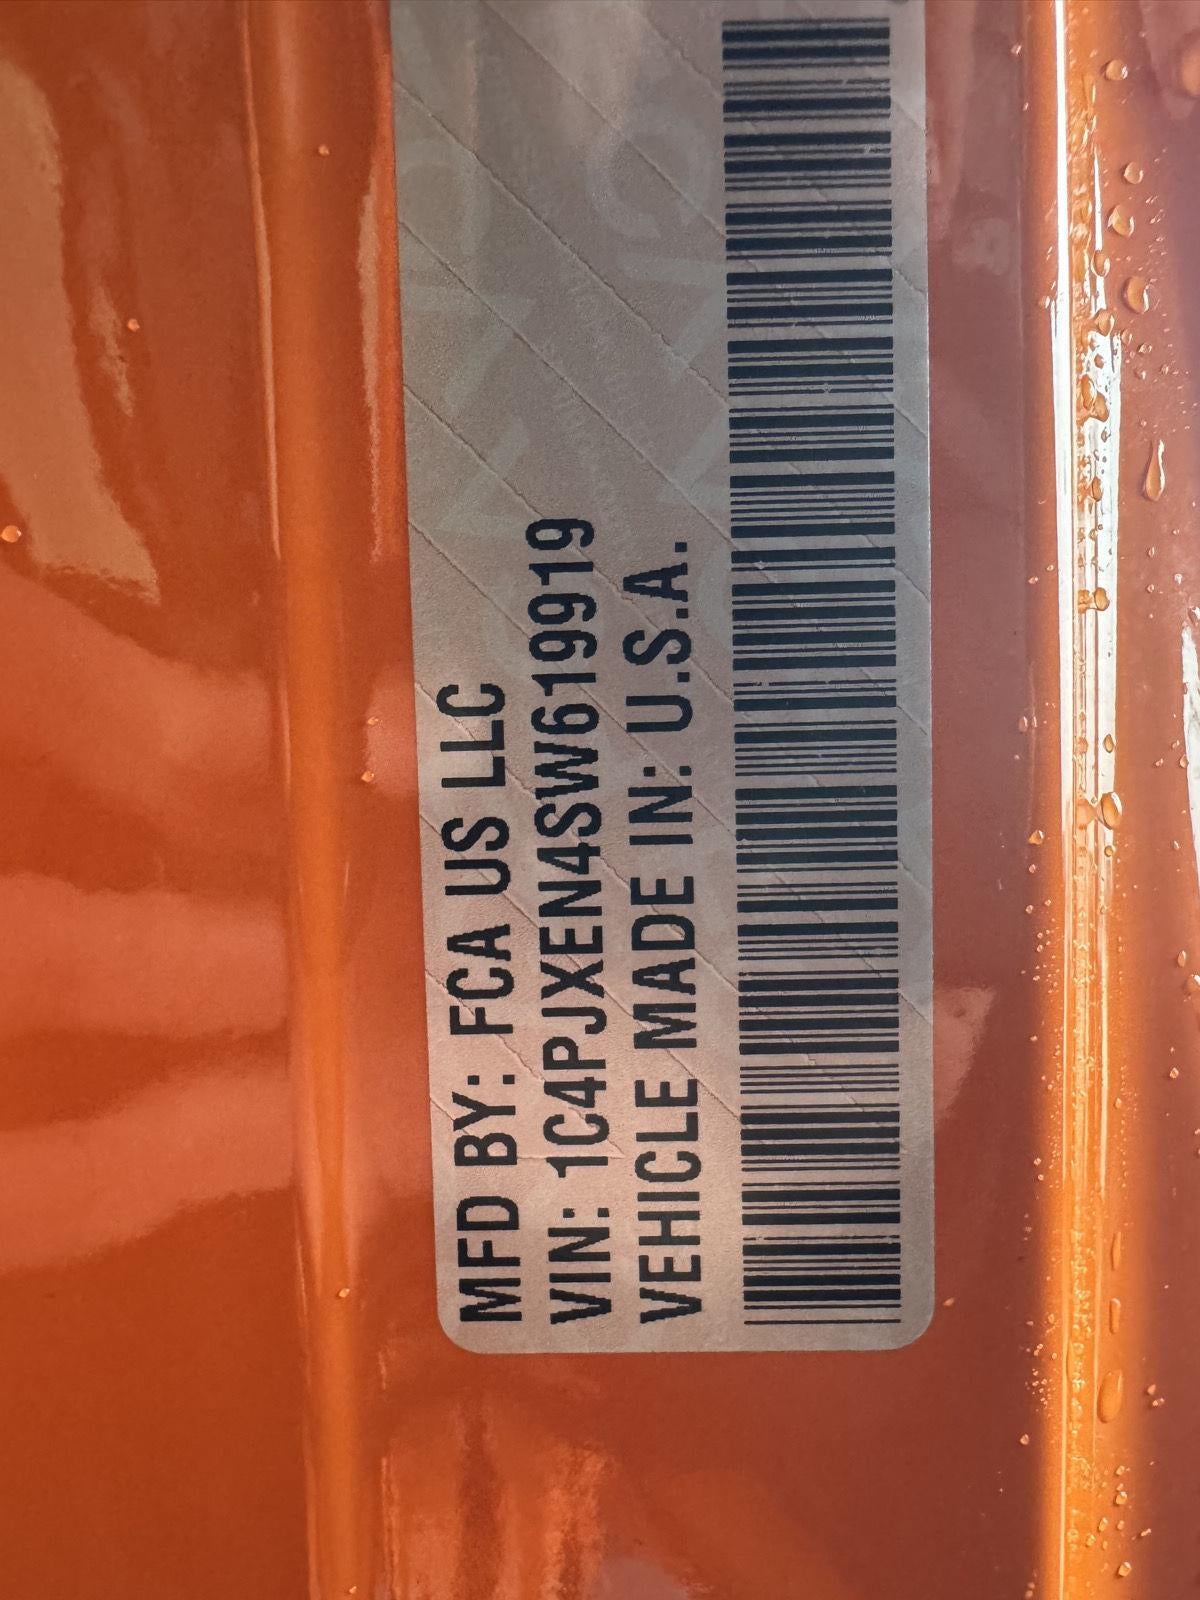 MFD BY: FCA US LLC
VIN: 1C4PJXEN4SW619919
VEHICLE MADE IN: U.S.A.